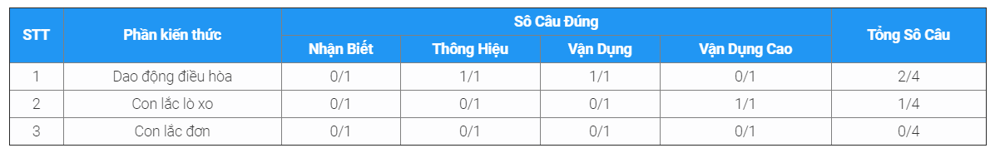 STT Phần kiến thức Sô Câu Đúng Tổng Sô Câu
Nhận Biết Thông Hiệu Vận Dụng Vận Dụng Cao
1 Dao động điều hòa 0/1 1/1 1/1 0/1 2/4
2 Con lắc lò xo 0/1 0/1 0/1 1/1 1/4
3 Con lắc đơn 0/1 0/1 0/1 0/1 0/4